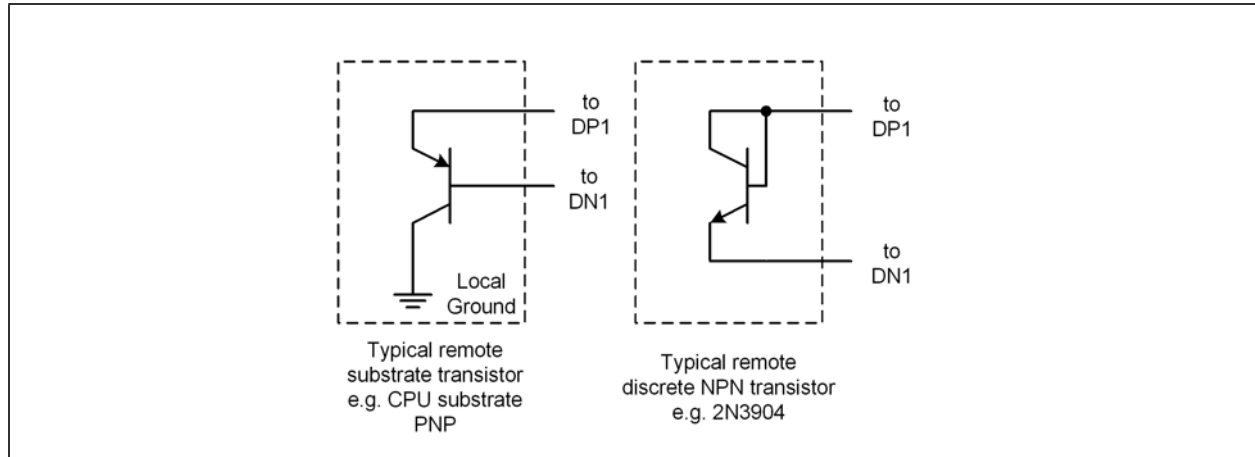 to
DP1
to
DN1
Local
Ground
Typical remote
substrate transistor
e.g. CPU substrate
PNP
to
DP1
to
DN1
Typical remote
discrete NPN transistor
e.g. 2N3904